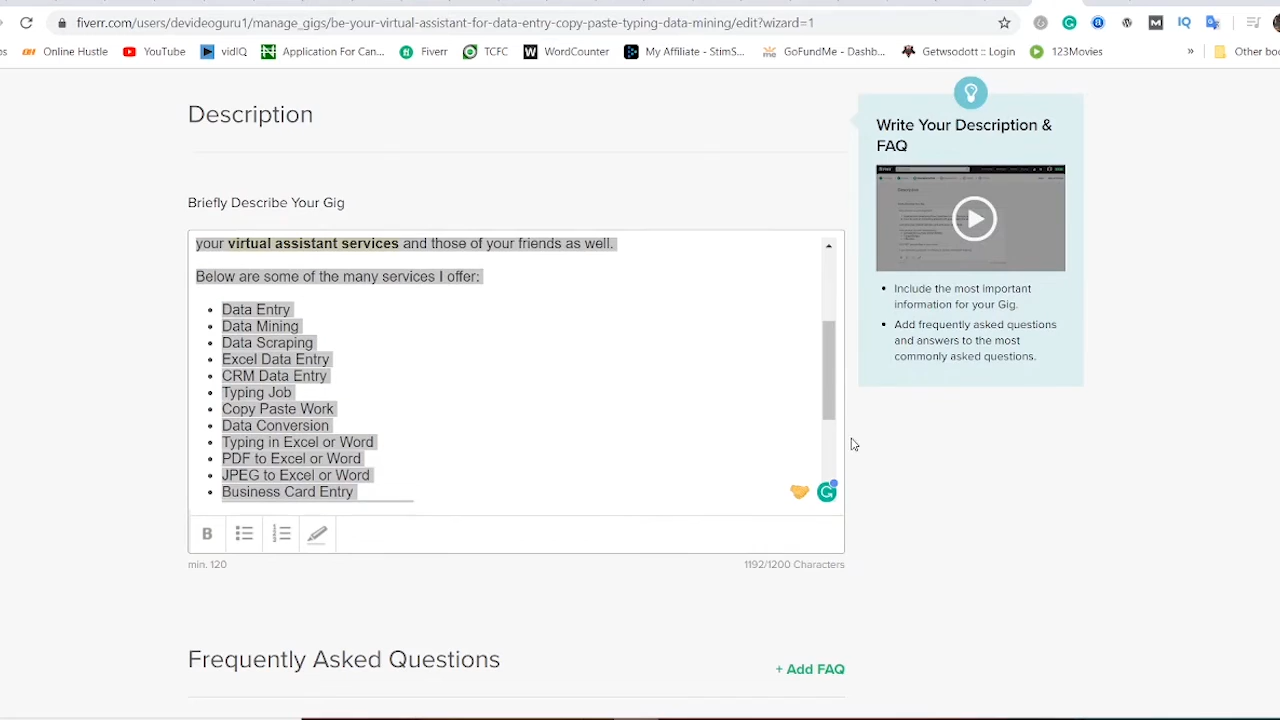 fiverr.com/users/devideoguru1/manage_gigs/be-your-virtual-assistant-for-data-entry-copy-paste-typing-data-mining/edit?wizard=1
Online Hustle YouTube vidIQ Application For Can... Fiverr TCFC WordCounter My Affiliate - StimS... GoFundMe - Dashb... Getwsodott :: Login 123Movies » Other boo
Description
Write Your Description &
FAQ
Briefly Describe Your Gig
your virtual assistant services and those of your friends as well.
Below are some of the many services I offer:
• Data Entry
• Data Mining
• Data Scraping
• Excel Data Entry
• CRM Data Entry
• Typing Job
• Copy Paste Work
• Data Conversion
• Typing in Excel or Word
• PDF to Excel or Word
• JPEG to Excel or Word
• Business Card Entry
• Include the most important
information for your Gig.
• Add frequently asked questions
and answers to the most
commonly asked questions.
B
min. 120
1192/1200 Characters
Frequently Asked Questions
+ Add FAQ